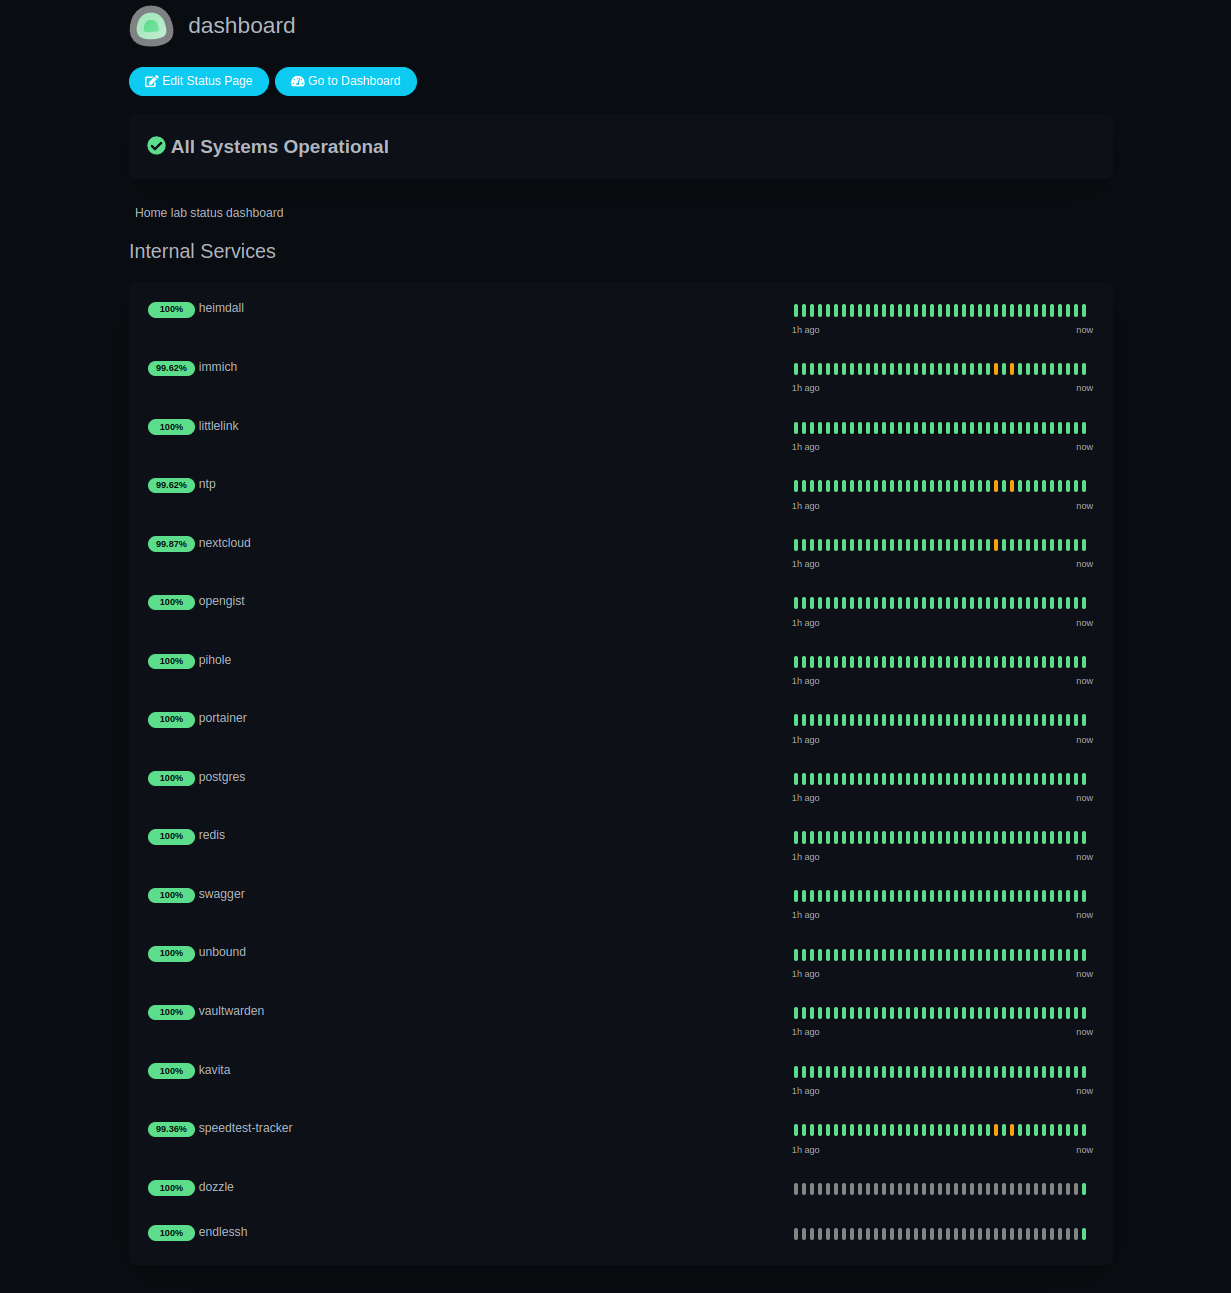 dashboard
Edit Status Page Go to Dashboard
All Systems Operational
Home lab status dashboard
Internal Services
100% heimdall
1h ago now
99.62% immich
1h ago now
100% littlelink
1h ago now
99.62% ntp
1h ago now
99.87% nextcloud
1h ago now
100% opengist
1h ago now
100% pihole
1h ago now
100% portainer
1h ago now
100% postgres
1h ago now
100% redis
1h ago now
100% swagger
1h ago now
100% unbound
1h ago now
100% vaultwarden
1h ago now
100% kavita
1h ago now
99.36% speedtest-tracker
1h ago now
100% dozzle
100% endlessh